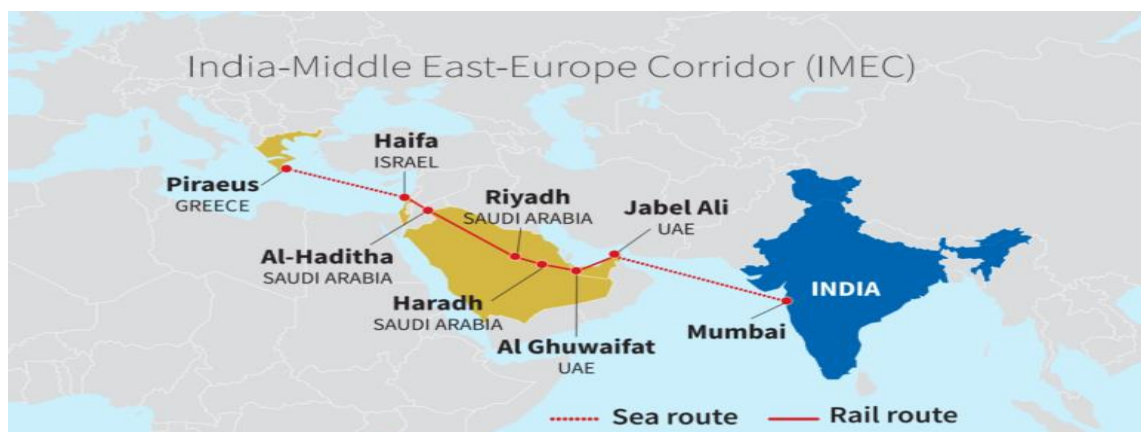 India-Middle East-Europe Corridor (IMEC)
Haifa
ISRAEL
Piraeus
GREECE
Riyadh
SAUDI ARABIA
Jabel Ali
UAE
Al-Haditha
SAUDI ARABIA
Haradh
SAUDI ARABIA
Al Ghuwaifat
UAE
INDIA
Mumbai
Sea route
Rail route